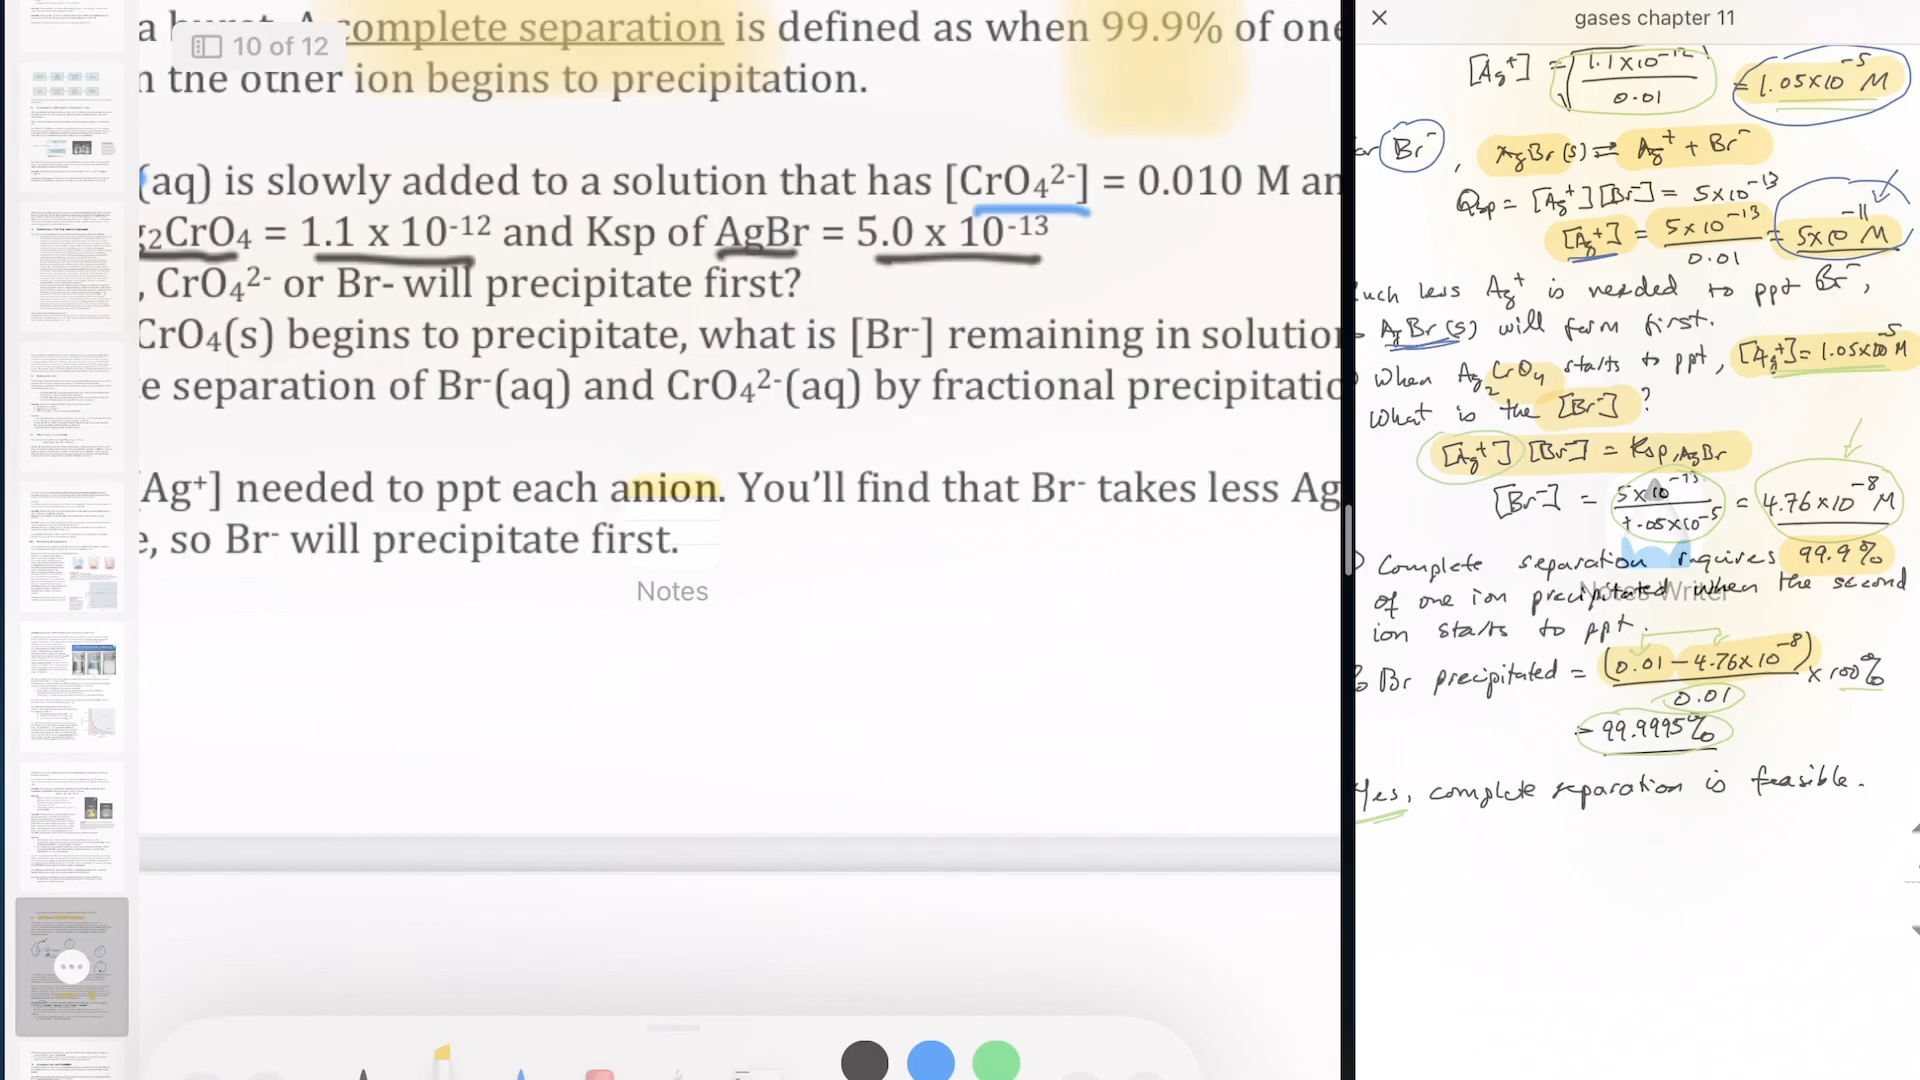 10 of 12
complete separation is defined as when 99.9% of one
n the other ion begins to precipitation.
(aq) is slowly added to a solution that has [CrO₄²⁻] = 0.010 M an
g₂CrO₄ = 1.1 x 10⁻¹² and Ksp of AgBr = 5.0 x 10⁻¹³
, CrO₄²⁻ or Br- will precipitate first?
CrO₄(s) begins to precipitate, what is [Br⁻] remaining in solution
e separation of Br⁻(aq) and CrO₄²⁻(aq) by fractional precipitatio
[Ag⁺] needed to ppt each anion. You'll find that Br⁻ takes less Ag
e, so Br⁻ will precipitate first.
Notes
gases chapter 11
[Ag⁺] = √1.1x10⁻¹²/0.01 = 1.05x10⁻⁵ M
or Br⁻, AgBr(s) ⇌ Ag⁺ + Br⁻
Qsp = [Ag⁺][Br⁻] = 5x10⁻¹³
[Ag⁺] = 5x10⁻¹³/0.01 = 5x10⁻¹¹ M
uch less Ag⁺ is needed to ppt Br⁻,
AgBr(s) will form first.
When Ag₂CrO₄ starts to ppt, [Ag⁺] = 1.05x10⁻⁵ M
What is the [Br⁻] ?
[Ag⁺][Br⁻] = Ksp,AgBr
[Br⁻] = 5x10⁻¹³/1.05x10⁻⁵ = 4.76x10⁻⁸ M
) Complete separation requires 99.9%
of one ion precipitated when the second
Notes Writer
ion starts to ppt.
% Br precipitated = (0.01 - 4.76x10⁻⁸)/0.01 x 100%
= 99.9995%
Yes, complete separation is feasible.